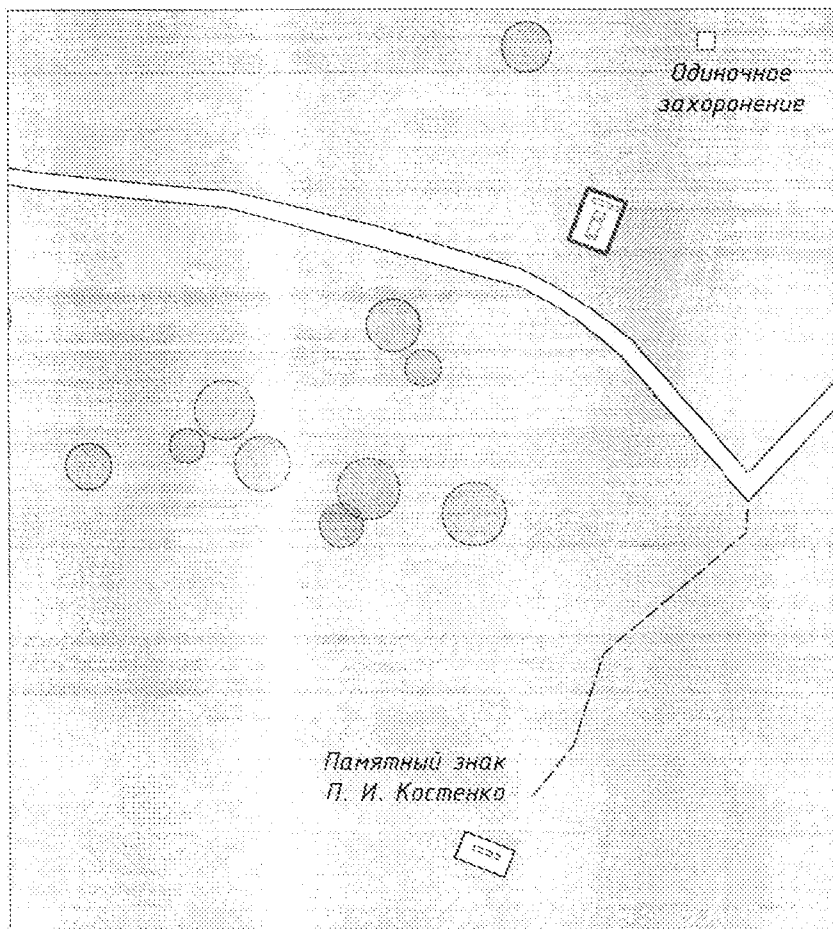 Одиночное
захоронение
Памятный знак
П. И. Костенко